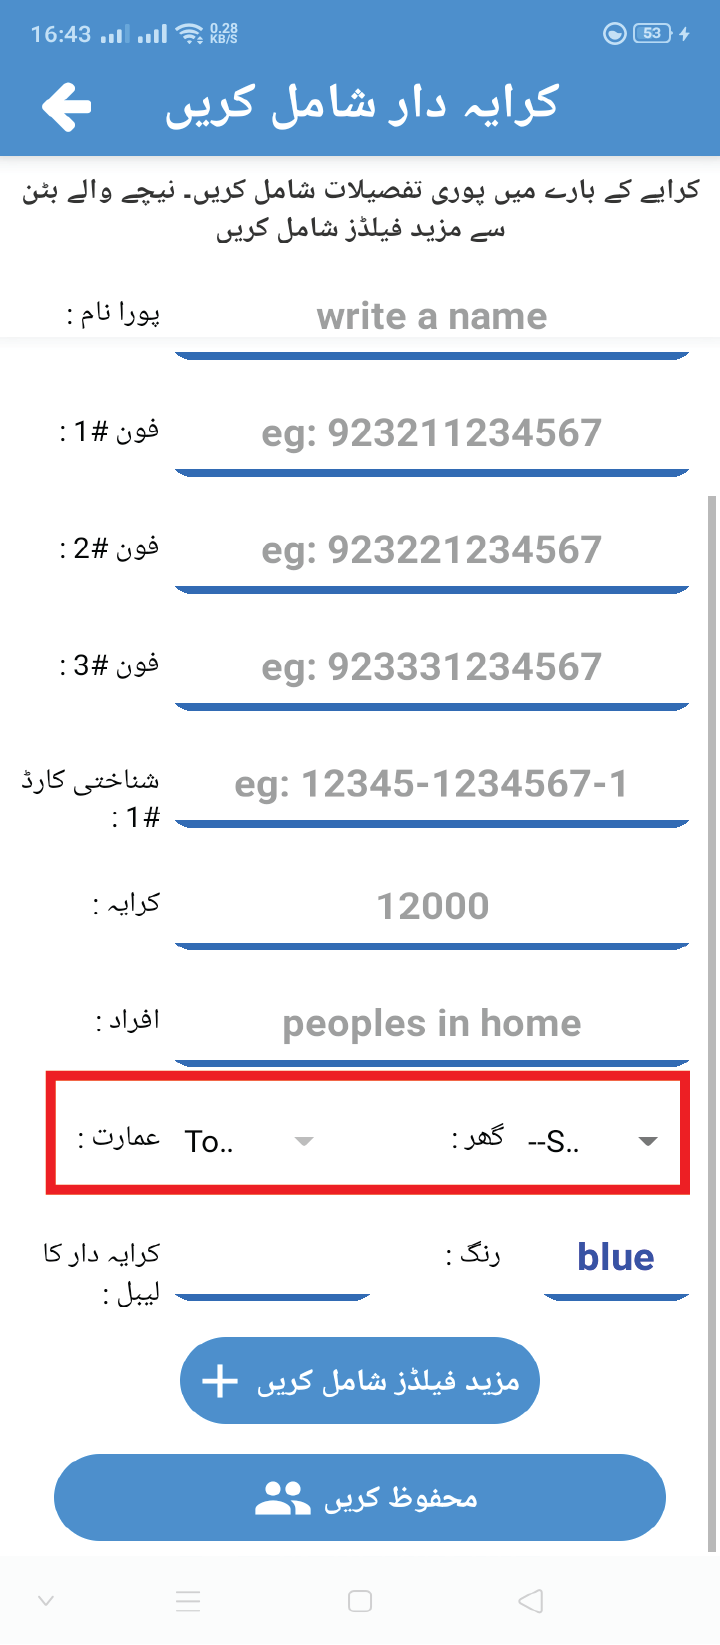 16:43 0.28 KB/S 53
کرایہ دار شامل کریں
کرایے کے بارے میں پوری تفصیلات شامل کریں۔ نیچے والے بٹن
سے مزید فیلڈز شامل کریں
پورا نام : write a name
فون #1 : eg: 923211234567
فون #2 : eg: 923221234567
فون #3 : eg: 923331234567
شناختی کارڈ
#1 : eg: 12345-1234567-1
کرایہ : 12000
افراد : peoples in home
عمارت : To.. گھر : --S..
کرایہ دار کا
لیبل : رنگ : blue
مزید فیلڈز شامل کریں
محفوظ کریں